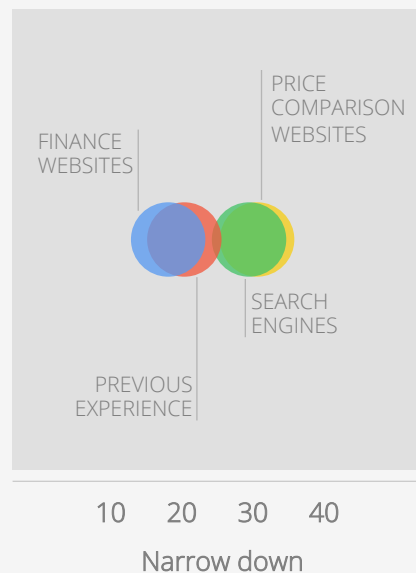 PRICE
COMPARISON
WEBSITES
FINANCE
WEBSITES
SEARCH
ENGINES
PREVIOUS
EXPERIENCE
10 20 30 40
Narrow down